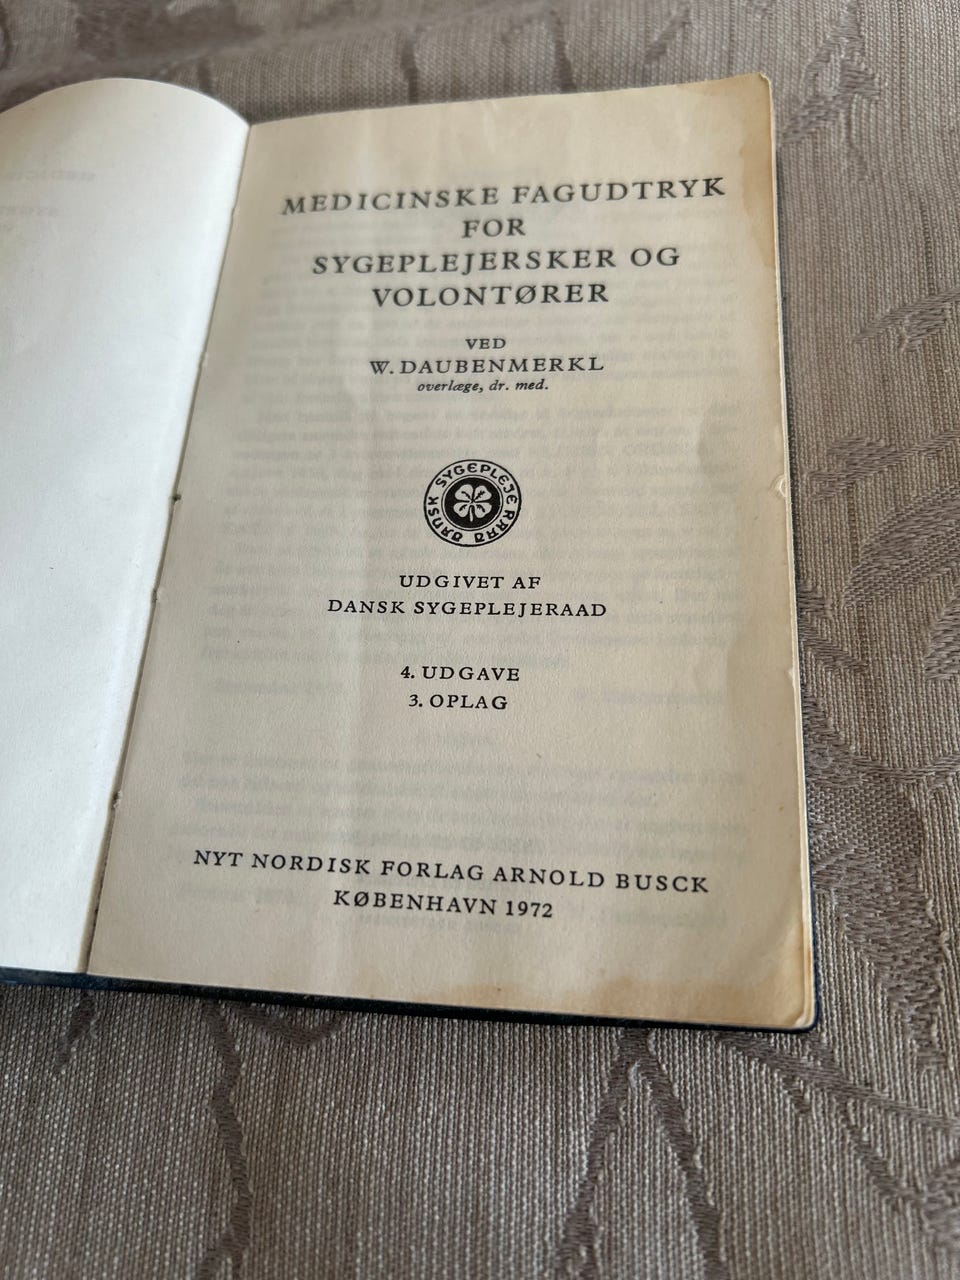 MEDICINSKE FAGUDTRYK
FOR
SYGEPLEJERSKER OG
VOLONTØRER
VED
W. DAUBENMERKL
overlæge, dr. med.
DANSK SYGEPLEJERAAD
UDGIVET AF
DANSK SYGEPLEJERAAD
4. UDGAVE
3. OPLAG
NYT NORDISK FORLAG ARNOLD BUSCK
KØBENHAVN 1972